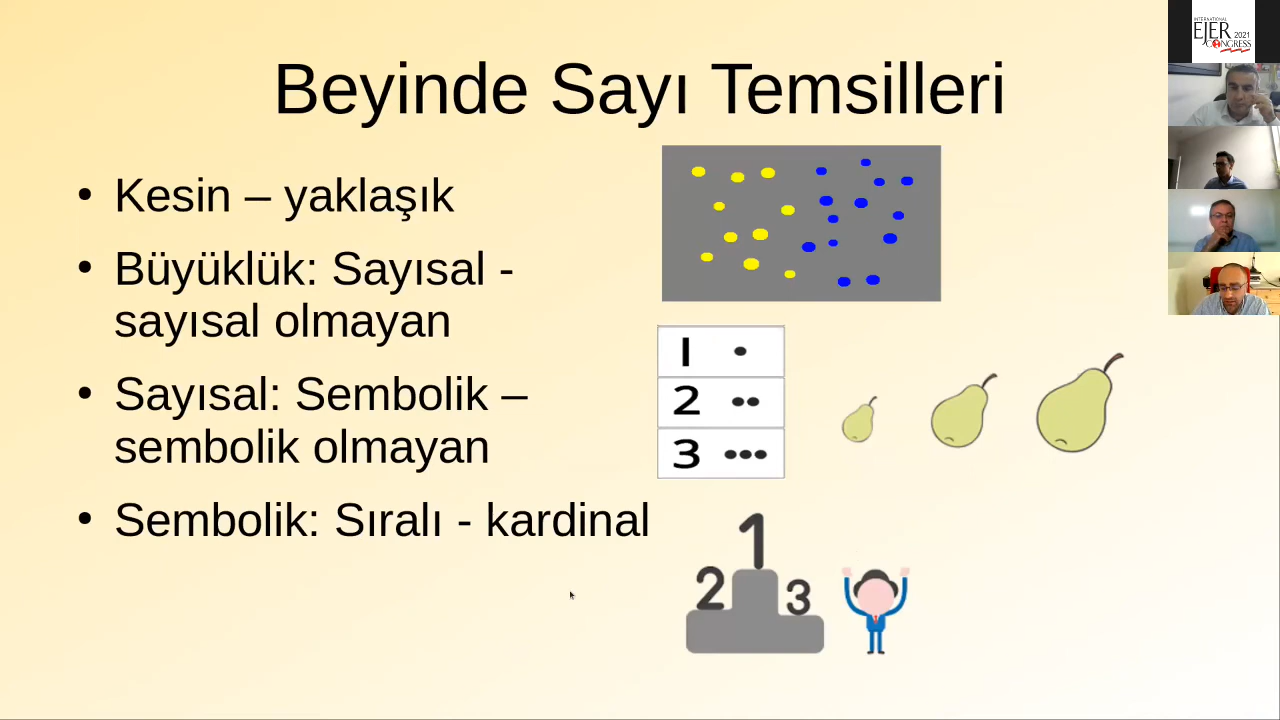 Beyinde Sayı Temsilleri
• Kesin – yaklaşık
• Büyüklük: Sayısal -
sayısal olmayan
• Sayısal: Sembolik –
sembolik olmayan
• Sembolik: Sıralı - kardinal
1
2
3
1
2
3
INTERNATIONAL
EJER 2021
CONGRESS